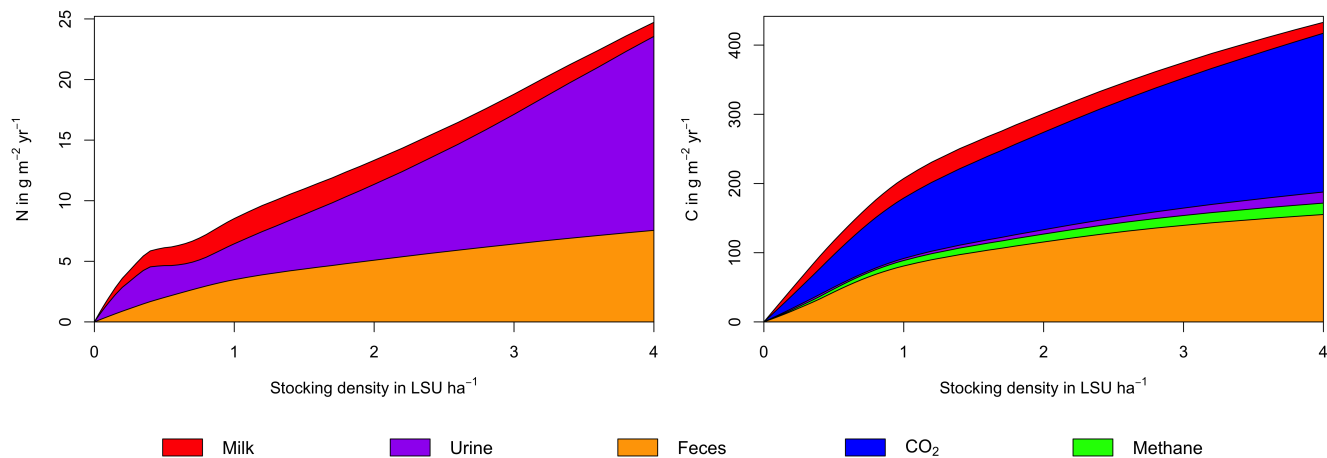 N in g m⁻² yr⁻¹
25
20
15
10
5
0
0 1 2 3 4
Stocking density in LSU ha⁻¹
C in g m⁻² yr⁻¹
400
300
200
100
0
0 1 2 3 4
Stocking density in LSU ha⁻¹
Milk Urine Feces CO₂ Methane